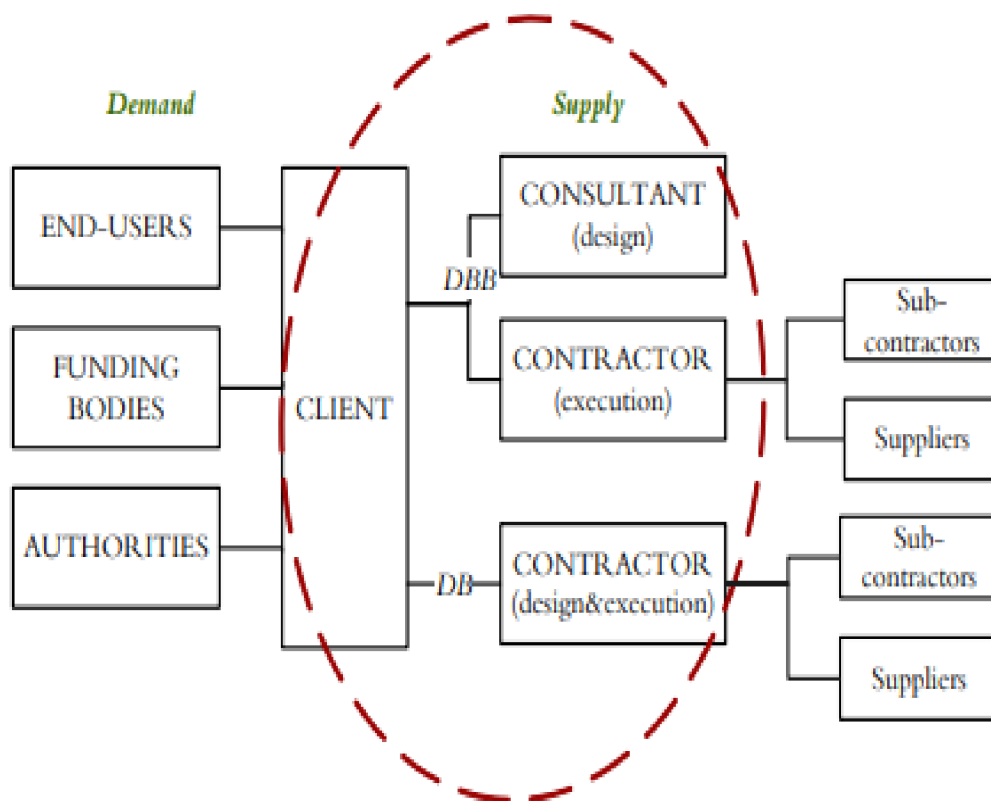 Demand
Supply
END-USERS
FUNDING
BODIES
AUTHORITIES
CLIENT
DBB
DB
CONSULTANT
(design)
CONTRACTOR
(execution)
CONTRACTOR
(design&execution)
Sub-
contractors
Suppliers
Sub-
contractors
Suppliers